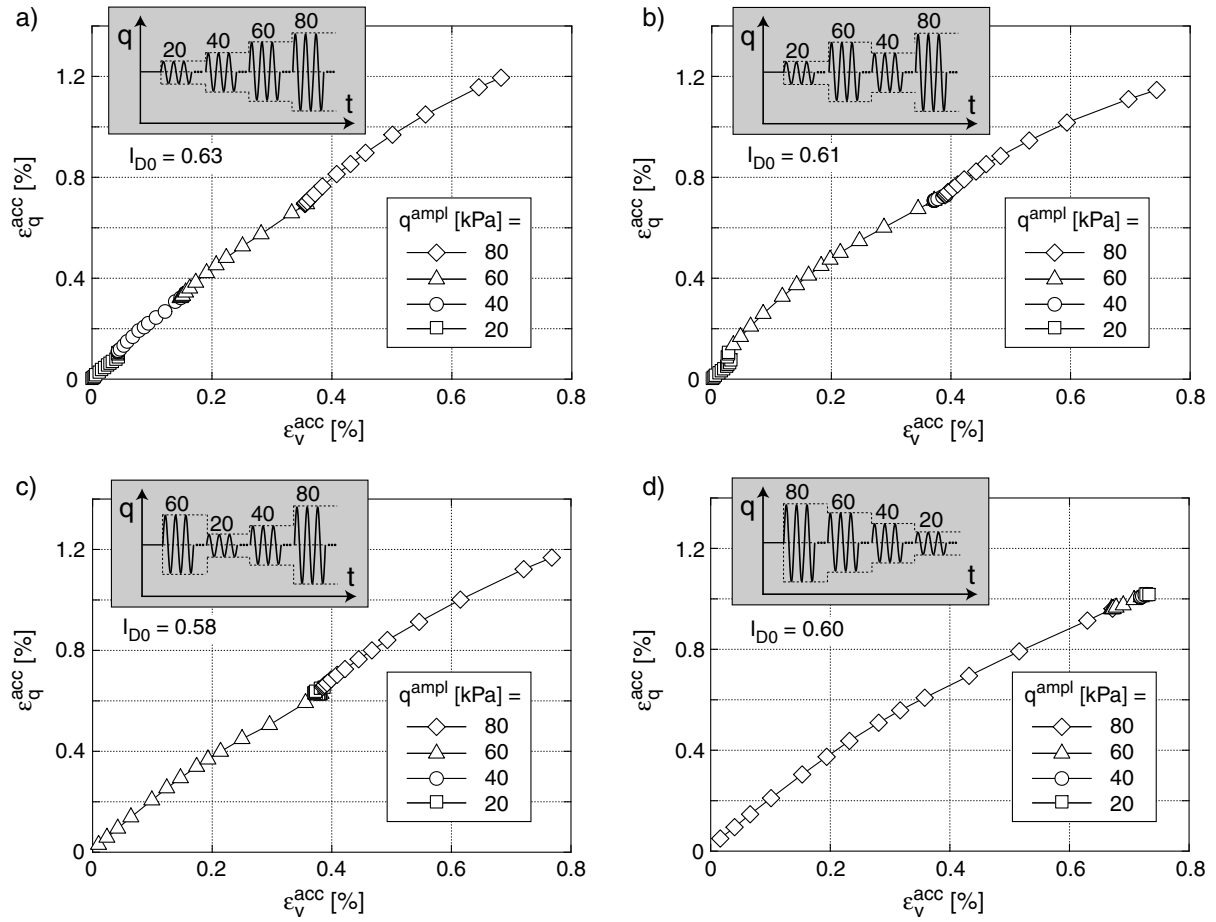 a)
q
20 40 60 80
t
I_D0 = 0.63
ε_q^acc [%]
1.2
0.8
0.4
0
q^ampl [kPa] =
80
60
40
20
0 0.2 0.4 0.6 0.8
ε_v^acc [%]
b)
q
20 60 40 80
t
I_D0 = 0.61
ε_q^acc [%]
1.2
0.8
0.4
0
q^ampl [kPa] =
80
60
40
20
0 0.2 0.4 0.6 0.8
ε_v^acc [%]
c)
q
60 20 40 80
t
I_D0 = 0.58
ε_q^acc [%]
1.2
0.8
0.4
0
q^ampl [kPa] =
80
60
40
20
0 0.2 0.4 0.6 0.8
ε_v^acc [%]
d)
q
80 60 40 20
t
I_D0 = 0.60
ε_q^acc [%]
1.2
0.8
0.4
0
q^ampl [kPa] =
80
60
40
20
0 0.2 0.4 0.6 0.8
ε_v^acc [%]